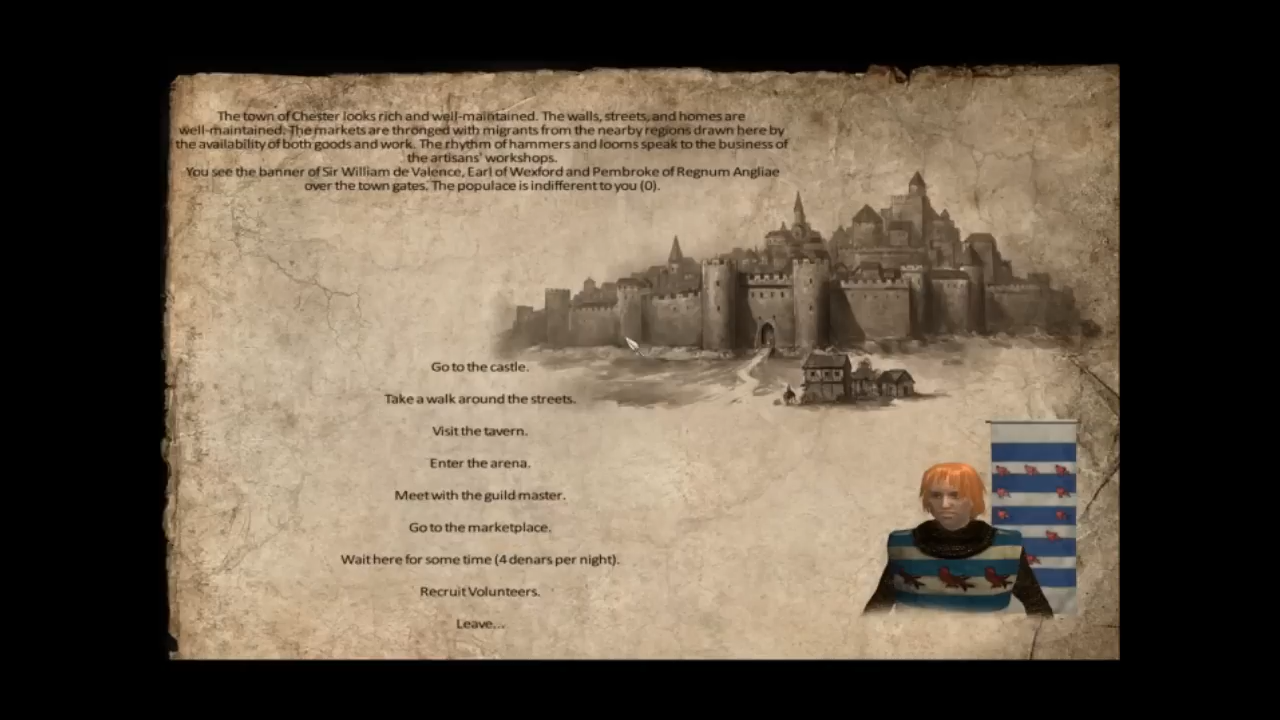 The town of Chester looks rich and well-maintained. The walls, streets, and homes are
well-maintained. The markets are thronged with migrants from the nearby regions drawn here by
the availability of both goods and work. The rhythm of hammers and looms speak to the business of
the artisans' workshops.
You see the banner of Sir William de Valence, Earl of Wexford and Pembroke of Regnum Angliae
over the town gates. The populace is indifferent to you (0).
Go to the castle.
Take a walk around the streets.
Visit the tavern.
Enter the arena.
Meet with the guild master.
Go to the marketplace.
Wait here for some time (4 denars per night).
Recruit Volunteers.
Leave...